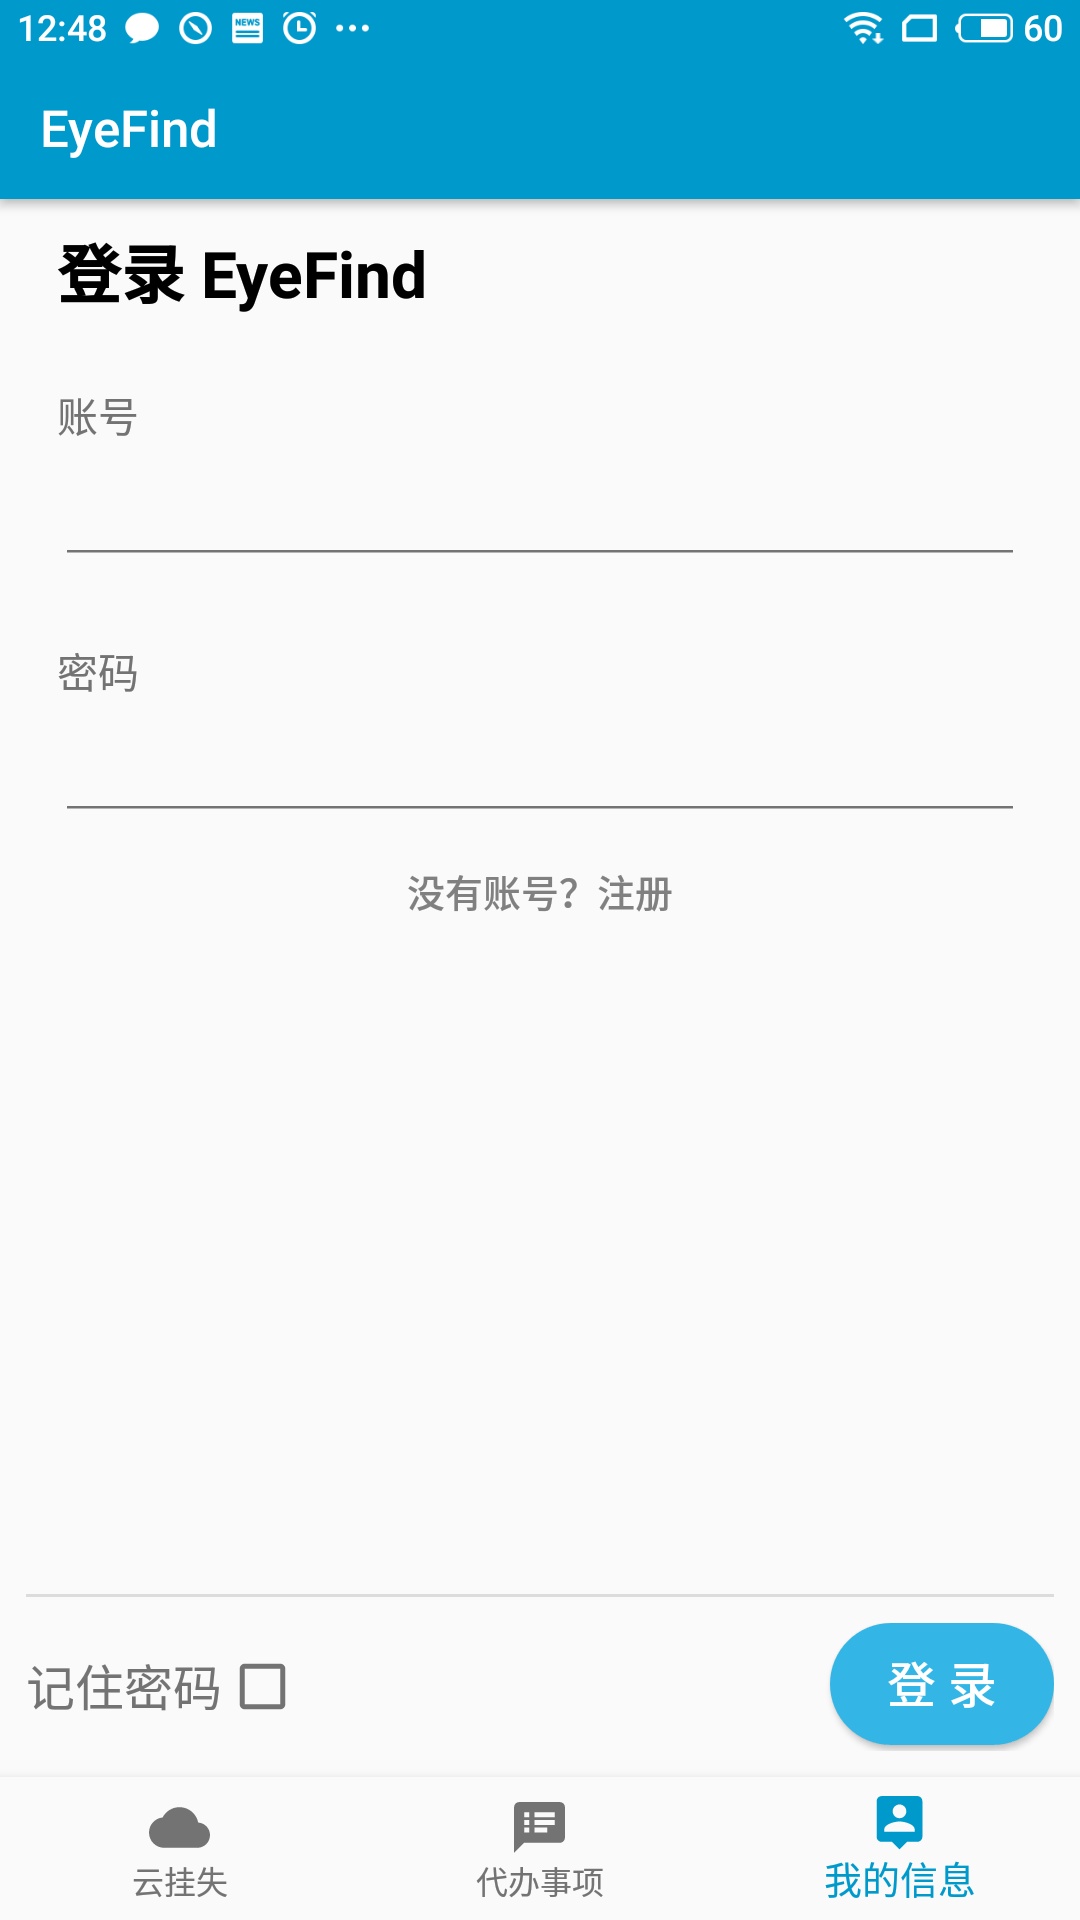 12:48 NEWS 60
EyeFind
登录 EyeFind
账号
密码
没有账号？注册
记住密码 登 录
云挂失 代办事项 我的信息